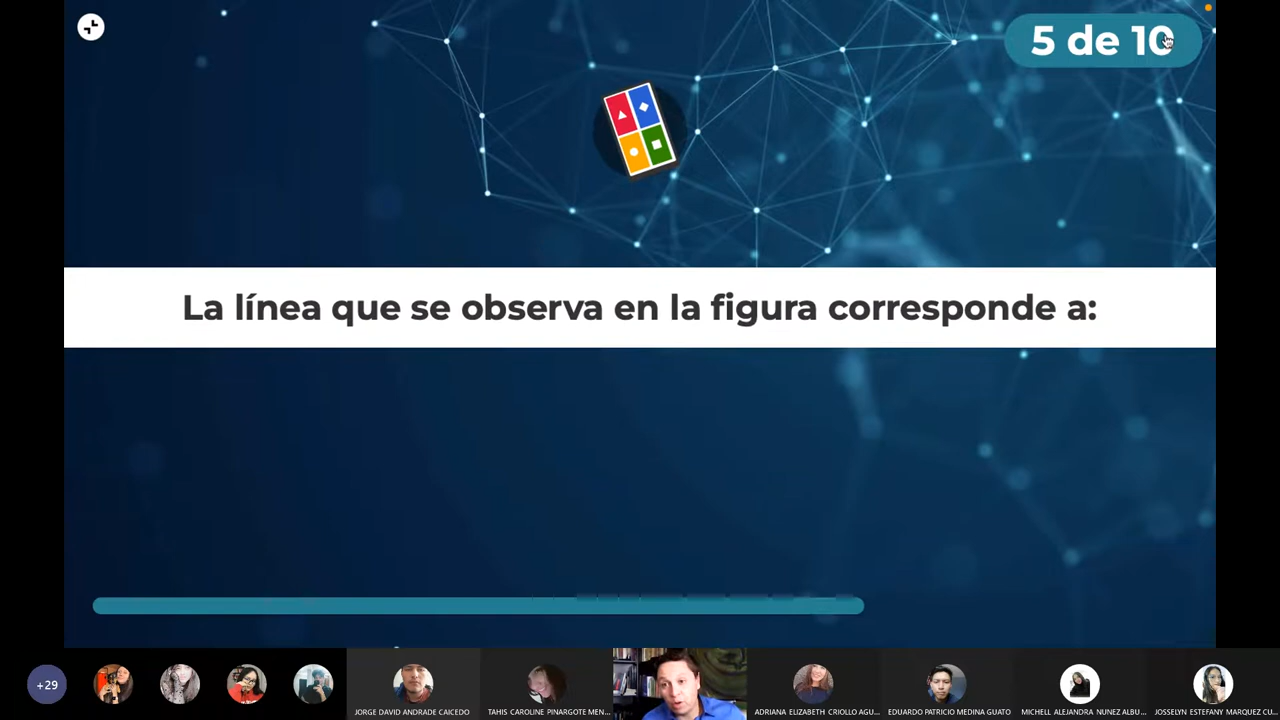 5 de 10
La línea que se observa en la figura corresponde a:
+29
JORGE DAVID ANDRADE CAICEDO
TAHIS CAROLINE PINARGOTE MEN...
ADRIANA ELIZABETH CRIOLLO AGU...
EDUARDO PATRICIO MEDINA GUATO
MICHELL ALEJANDRA NUNEZ ALBU...
JOSSELYN ESTEFANY MARQUEZ CU...